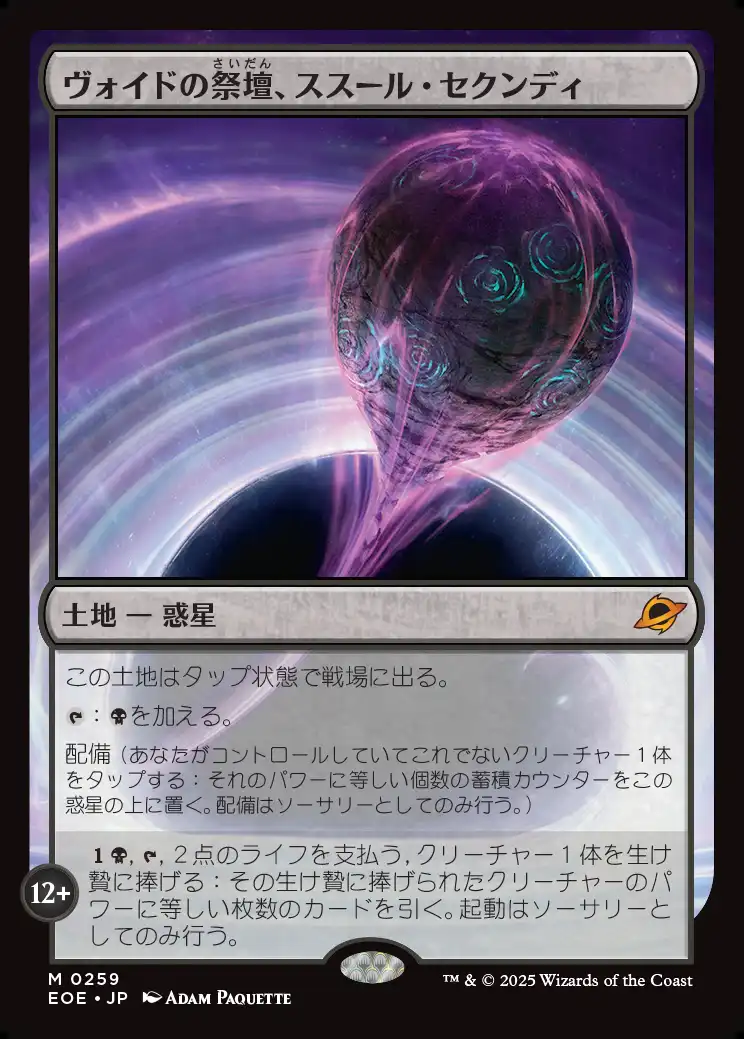 さいだん
ヴォイドの祭壇、ススール・セクンディ
土地 — 惑星
この土地はタップ状態で戦場に出る。
:を加える。
配備(あなたがコントロールしていてこれでないクリーチャー1体
をタップする:それのパワーに等しい個数の蓄積カウンターをこの
惑星の上に置く。配備はソーサリーとしてのみ行う。)
12+
1, , 2点のライフを支払う, クリーチャー1体を生け
贄に捧げる:その生け贄に捧げられたクリーチャーのパ
ワーに等しい枚数のカードを引く。起動はソーサリーと
してのみ行う。
M 0259
EOE • JP ADAM PAQUETTE
™ & © 2025 Wizards of the Coast